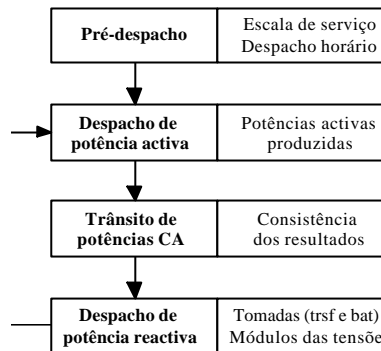 Pré-despacho
Escala de serviço
Despacho horário
Despacho de
potência activa
Potências activas
produzidas
Trânsito de
potências CA
Consistência
dos resultados
Despacho de
potência reactiva
Tomadas (trsf e bat)
Módulos das tensõe